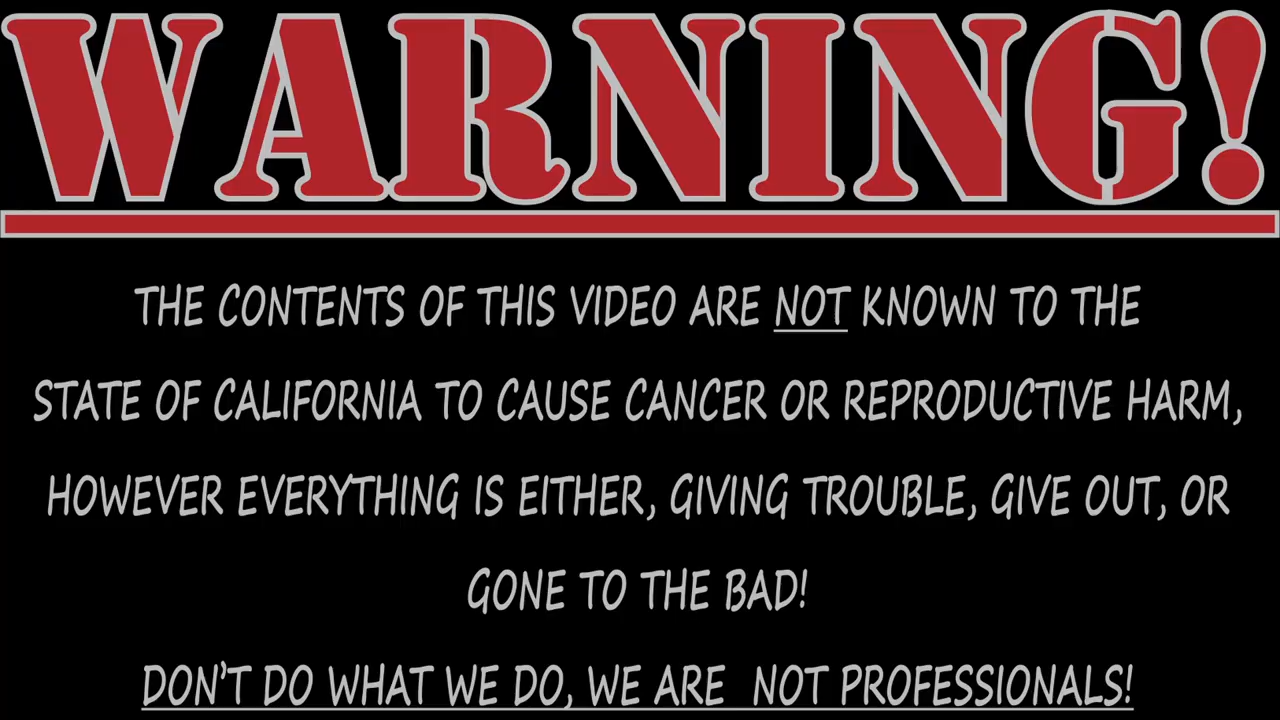 WARNING!
THE CONTENTS OF THIS VIDEO ARE NOT KNOWN TO THE
STATE OF CALIFORNIA TO CAUSE CANCER OR REPRODUCTIVE HARM,
HOWEVER EVERYTHING IS EITHER, GIVING TROUBLE, GIVE OUT, OR
GONE TO THE BAD!
DON'T DO WHAT WE DO, WE ARE  NOT PROFESSIONALS!